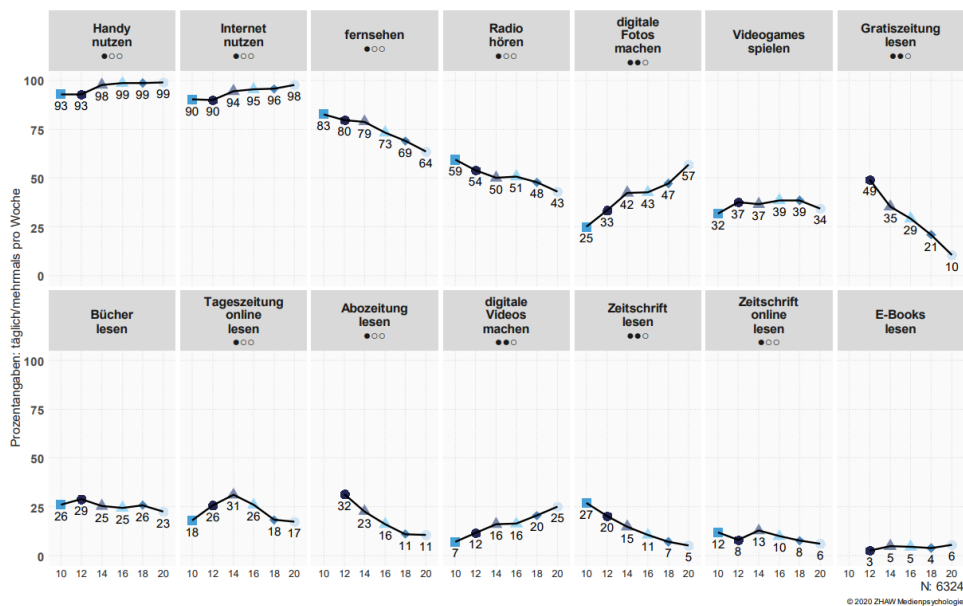 Handy
nutzen
●○○
Internet
nutzen
●○○
fernsehen
●○○
Radio
hören
●○○
digitale
Fotos
machen
●●○
Videogames
spielen
Gratiszeitung
lesen
●●○
Prozentangaben: täglich/mehrmals pro Woche
100
75
50
25
0
93 93 98 99 99 99
90 90 94 95 96 98
83 80 79 73 69 64
59 54 50 51 48 43
25 33 42 43 47 57
32 37 37 39 39 34
49 35 29 21 10
Bücher
lesen
Tageszeitung
online
lesen
●○○
Abozeitung
lesen
●○○
digitale
Videos
machen
●●○
Zeitschrift
lesen
●●○
Zeitschrift
online
lesen
●○○
E-Books
lesen
100
75
50
25
0
26 29 25 25 26 23
18 26 31 26 18 17
32 23 16 11 11
7 12 16 16 20 25
27 20 15 11 7 5
12 8 13 10 8 6
3 5 5 4 6
10 12 14 16 18 20
10 12 14 16 18 20
10 12 14 16 18 20
10 12 14 16 18 20
10 12 14 16 18 20
10 12 14 16 18 20
10 12 14 16 18 20
N: 6324
© 2020 ZHAW Medienpsychologie